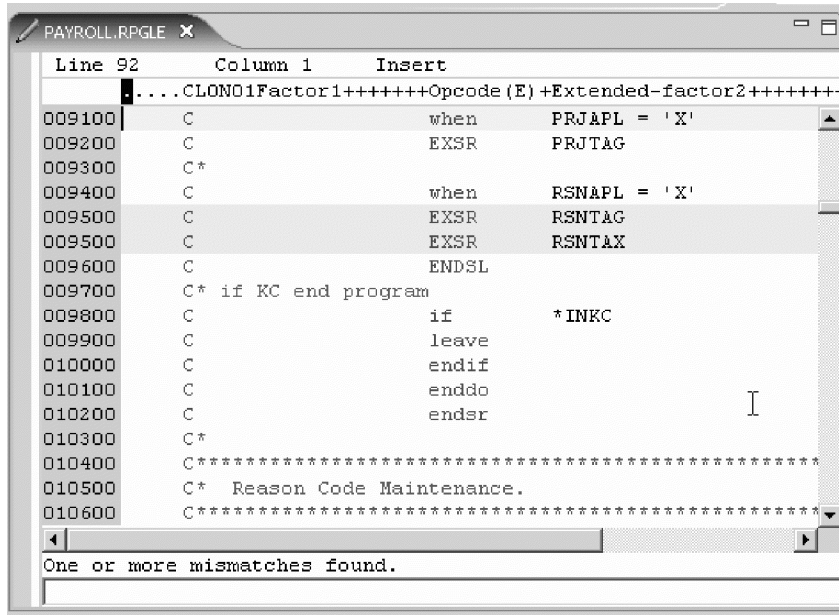 PAYROLL.RPGLE
Line 92 Column 1 Insert
.....CL0N01Factor1+++++++Opcode(E)+Extended-factor2+++++++
009100 C when PRJAPL = 'X'
009200 C EXSR PRJTAG
009300 C*
009400 C when RSNAPL = 'X'
009500 C EXSR RSNTAG
009500 C EXSR RSNTAX
009600 C ENDSL
009700 C* if KC end program
009800 C if *INKC
009900 C leave
010000 C endif
010100 C enddo
010200 C endsr
010300 C*
010400 C***************************************************
010500 C* Reason Code Maintenance.
010600 C***************************************************
One or more mismatches found.